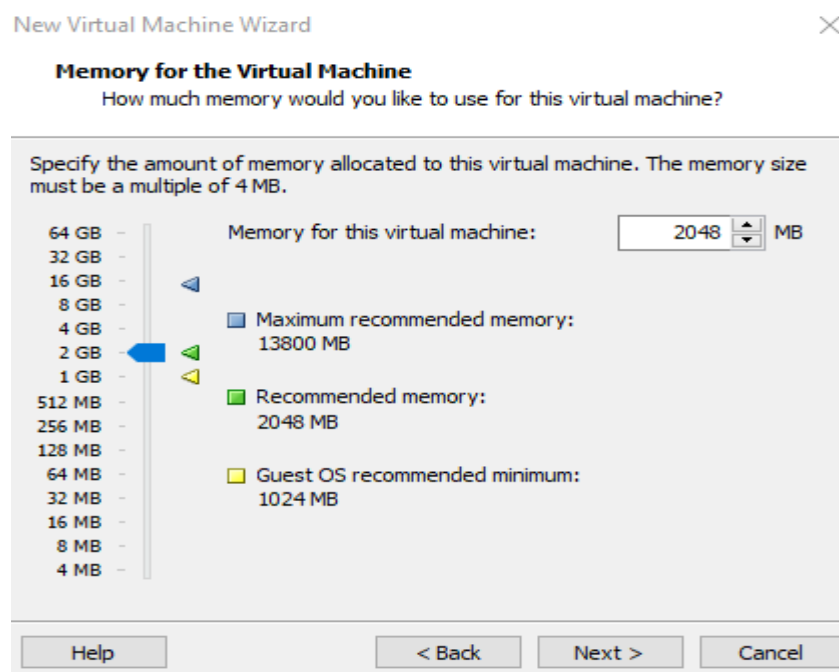 New Virtual Machine Wizard
Memory for the Virtual Machine
How much memory would you like to use for this virtual machine?
Specify the amount of memory allocated to this virtual machine. The memory size
must be a multiple of 4 MB.
Memory for this virtual machine: 2048 MB
64 GB
32 GB
16 GB
8 GB
4 GB
2 GB
1 GB
512 MB
256 MB
128 MB
64 MB
32 MB
16 MB
8 MB
4 MB
Maximum recommended memory:
13800 MB
Recommended memory:
2048 MB
Guest OS recommended minimum:
1024 MB
Help
< Back
Next >
Cancel